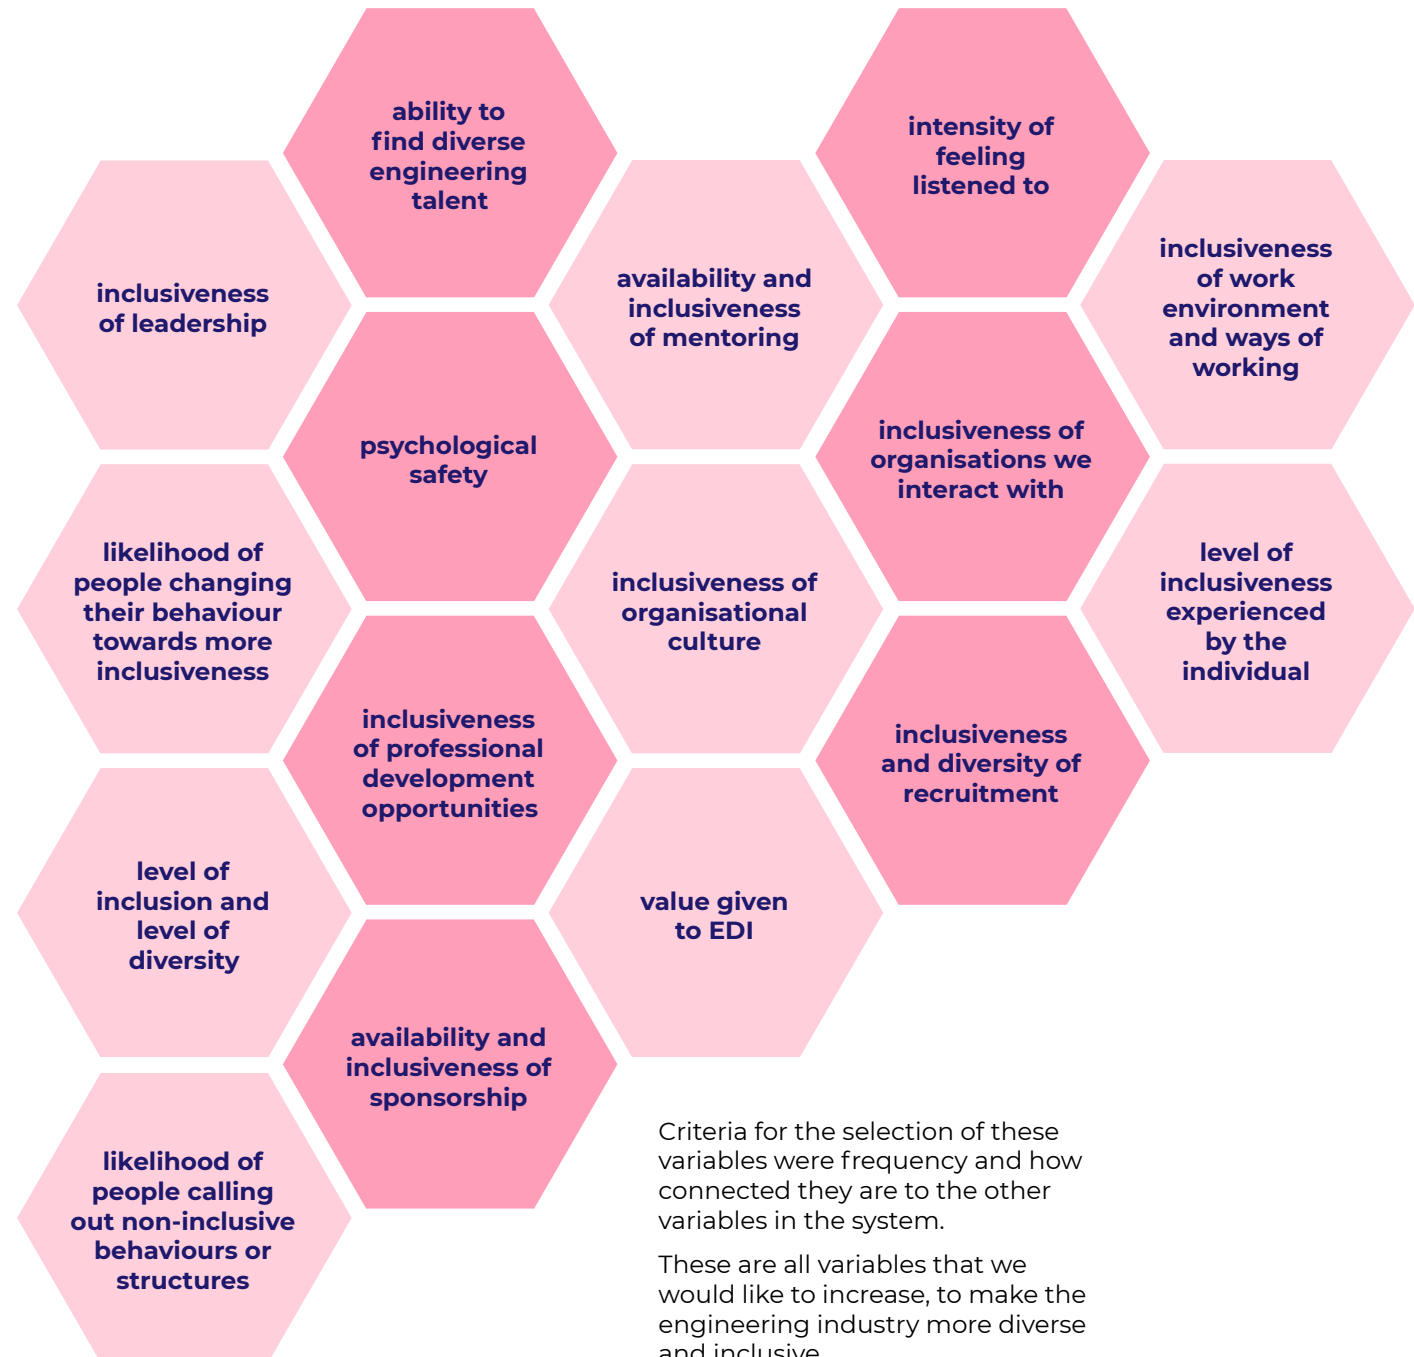 ability to
find diverse
engineering
talent
intensity of
feeling
listened to
inclusiveness
of leadership
availability and
inclusiveness
of mentoring
inclusiveness
of work
environment
and ways of
working
psychological
safety
inclusiveness of
organisations we
interact with
likelihood of
people changing
their behaviour
towards more
inclusiveness
inclusiveness of
organisational
culture
level of
inclusiveness
experienced
by the
individual
inclusiveness
of professional
development
opportunities
inclusiveness
and diversity of
recruitment
level of
inclusion and
level of
diversity
value given
to EDI
availability and
inclusiveness of
sponsorship
likelihood of
people calling
out non-inclusive
behaviours or
structures
Criteria for the selection of these
variables were frequency and how
connected they are to the other
variables in the system.
These are all variables that we
would like to increase, to make the
engineering industry more diverse
and inclusive